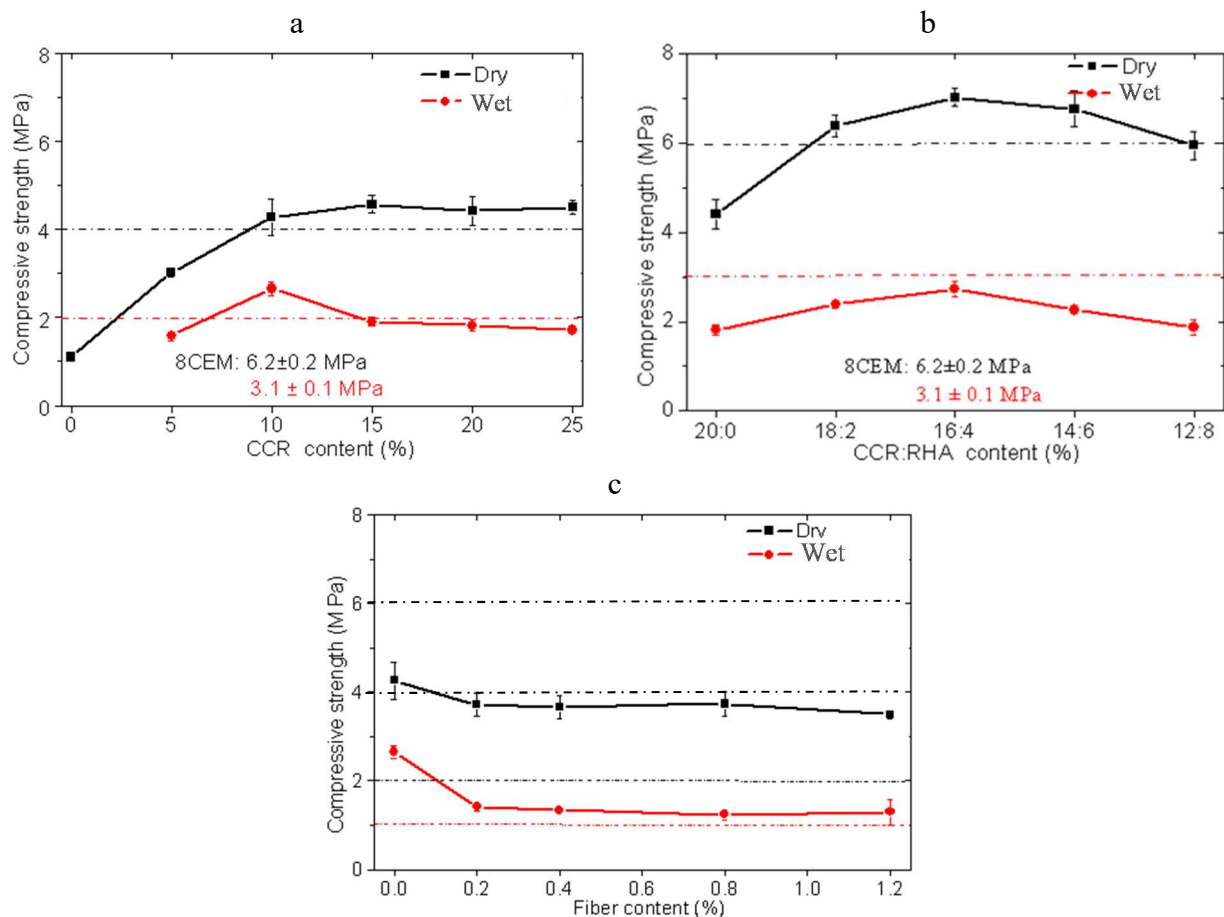 a
8
6
4
2
0
Compressive strength (MPa)
Dry
Wet
8CEM: 6.2±0.2 MPa
3.1 ± 0.1 MPa
0 5 10 15 20 25
CCR content (%)
b
8
6
4
2
0
Compressive strength (MPa)
Dry
Wet
8CEM: 6.2±0.2 MPa
3.1 ± 0.1 MPa
20:0 18:2 16:4 14:6 12:8
CCR:RHA content (%)
c
8
6
4
2
0
Compressive strength (M Pa)
Drv
Wet
0.0 0.2 0.4 0.6 0.8 1.0 1.2
Fiber content (%)